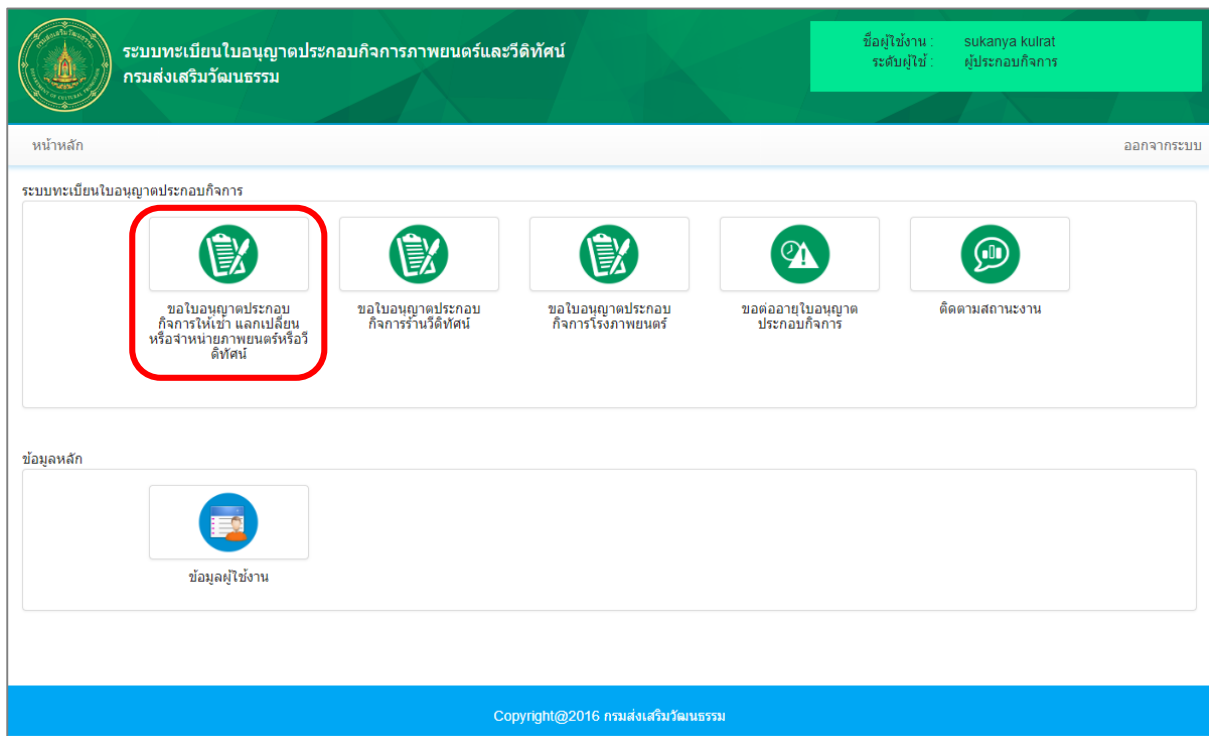 ระบบทะเบียนใบอนุญาตประกอบกิจการภาพยนตร์และวีดิทัศน์
กรมส่งเสริมวัฒนธรรม
ชื่อผู้ใช้งาน : sukanya kulrat
ระดับผู้ใช้ : ผู้ประกอบกิจการ
หน้าหลัก
ออกจากระบบ
ระบบทะเบียนใบอนุญาตประกอบกิจการ
ขอใบอนุญาตประกอบ
กิจการให้เช่า แลกเปลี่ยน
หรือจำหน่ายภาพยนตร์หรือวี
ดิทัศน์
ขอใบอนุญาตประกอบ
กิจการร้านวีดิทัศน์
ขอใบอนุญาตประกอบ
กิจการโรงภาพยนตร์
ขอต่ออายุใบอนุญาต
ประกอบกิจการ
ติดตามสถานะงาน
ข้อมูลหลัก
ข้อมูลผู้ใช้งาน
Copyright@2016 กรมส่งเสริมวัฒนธรรม